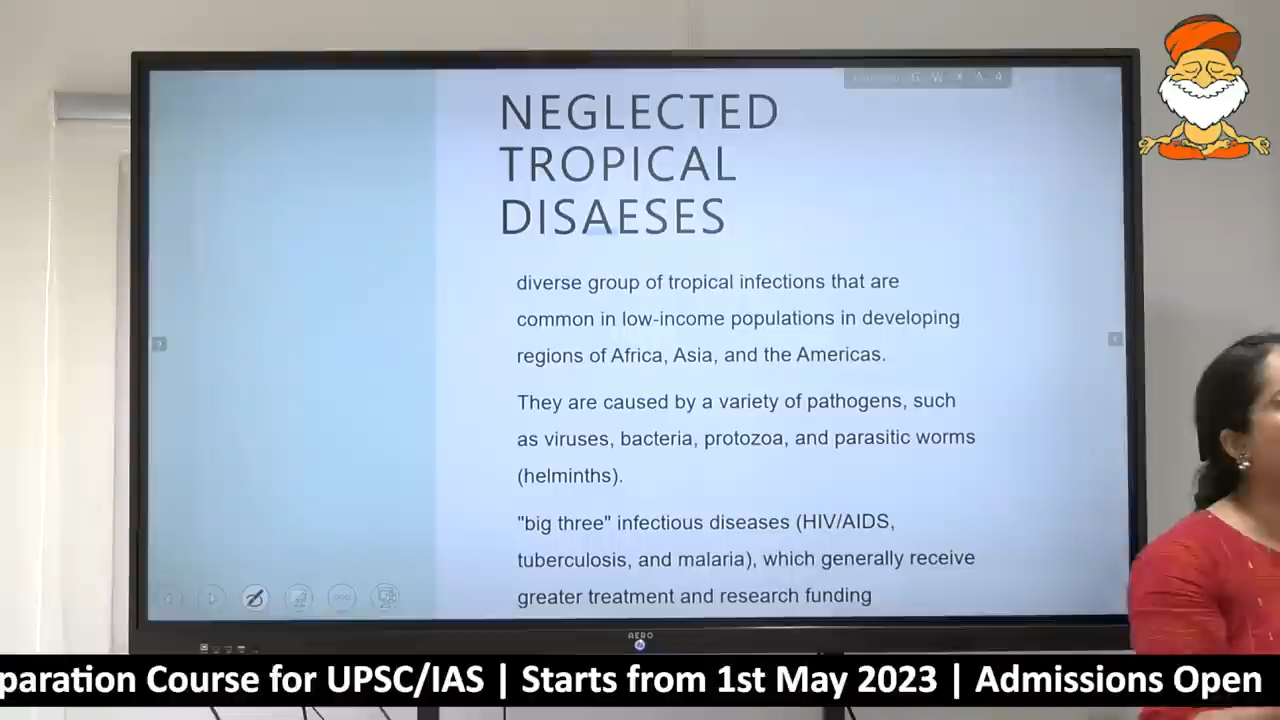 NEGLECTED
TROPICAL
DISAESES
diverse group of tropical infections that are
common in low-income populations in developing
regions of Africa, Asia, and the Americas.
They are caused by a variety of pathogens, such
as viruses, bacteria, protozoa, and parasitic worms
(helminths).
"big three" infectious diseases (HIV/AIDS,
tuberculosis, and malaria), which generally receive
greater treatment and research funding
AERO
paration Course for UPSC/IAS | Starts from 1st May 2023 | Admissions Open